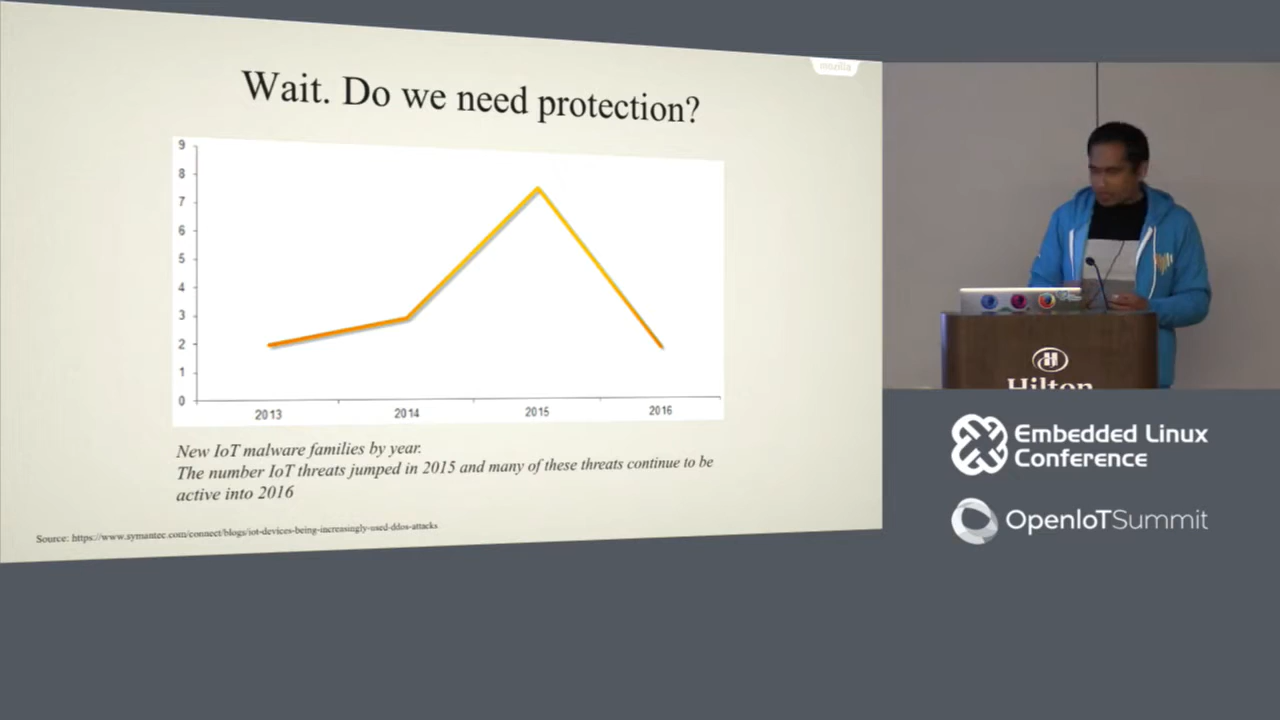 mozilla
Wait. Do we need protection?
9
8
7
6
5
4
3
2
1
0
2013 2014 2015 2016
New IoT malware families by year.
The number IoT threats jumped in 2015 and many of these threats continue to be
active into 2016
Source: https://www.symantec.com/connect/blogs/iot-devices-being-increasingly-used-ddos-attacks
Hilton
Embedded Linux
Conference
OpenIoTSummit